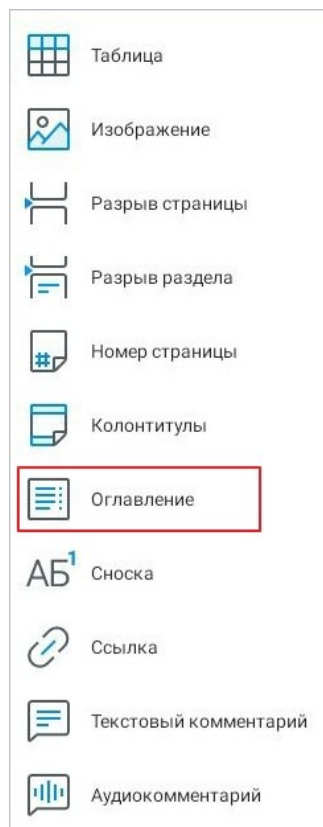 Таблица
Изображение
Разрыв страницы
Разрыв раздела
#
Номер страницы
Колонтитулы
Оглавление
АБ1 Сноска
Ссылка
Текстовый комментарий
Аудиокомментарий